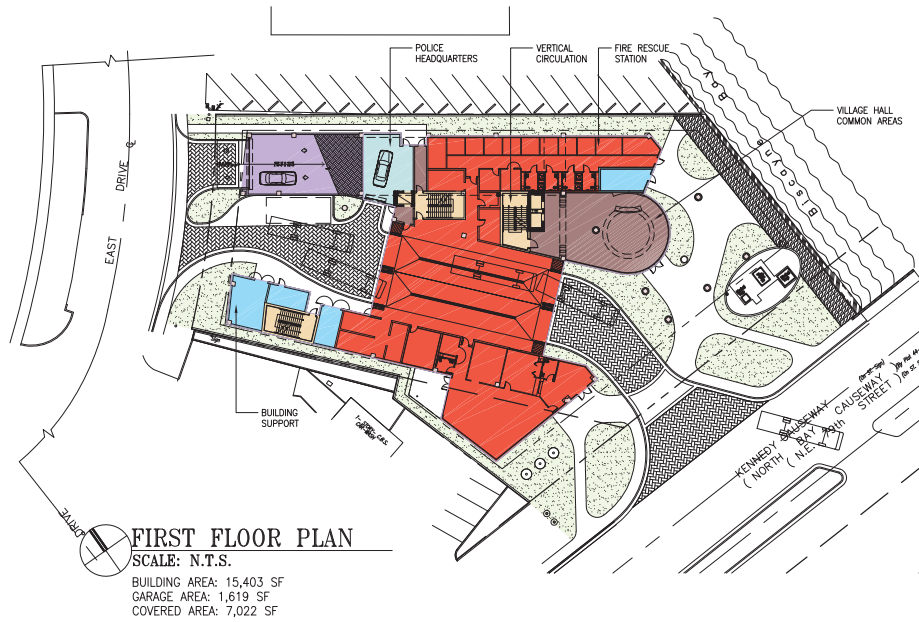 POLICE
HEADQUARTERS
VERTICAL
CIRCULATION
FIRE RESCUE
STATION
VILLAGE HALL
COMMON AREAS
Biscayne Bay
EAST DRIVE
BUILDING
SUPPORT
KENNEDY CAUSEWAY
( NORTH BAY CAUSEWAY )
( N.E. 79th STREET )
DRIVE
FIRST FLOOR PLAN
SCALE: N.T.S.
BUILDING AREA: 15,403 SF
GARAGE AREA: 1,619 SF
COVERED AREA: 7,022 SF